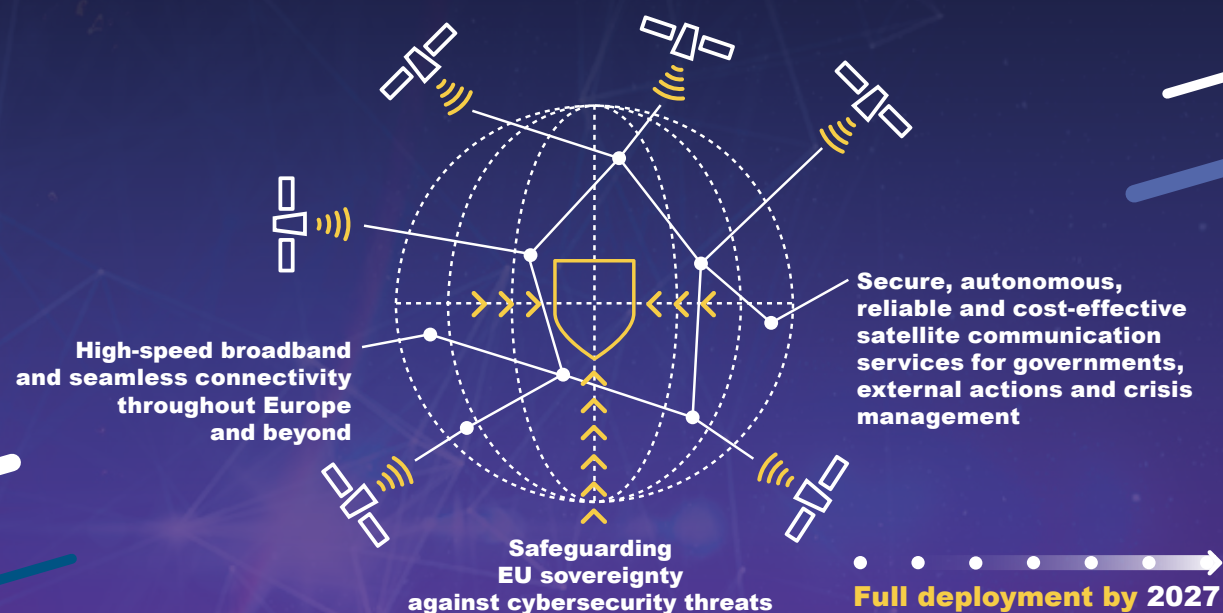 Secure, autonomous,
reliable and cost-effective
satellite communication
services for governments,
external actions and crisis
management
High-speed broadband
and seamless connectivity
throughout Europe
and beyond
Safeguarding
EU sovereignty
against cybersecurity threats
Full deployment by 2027